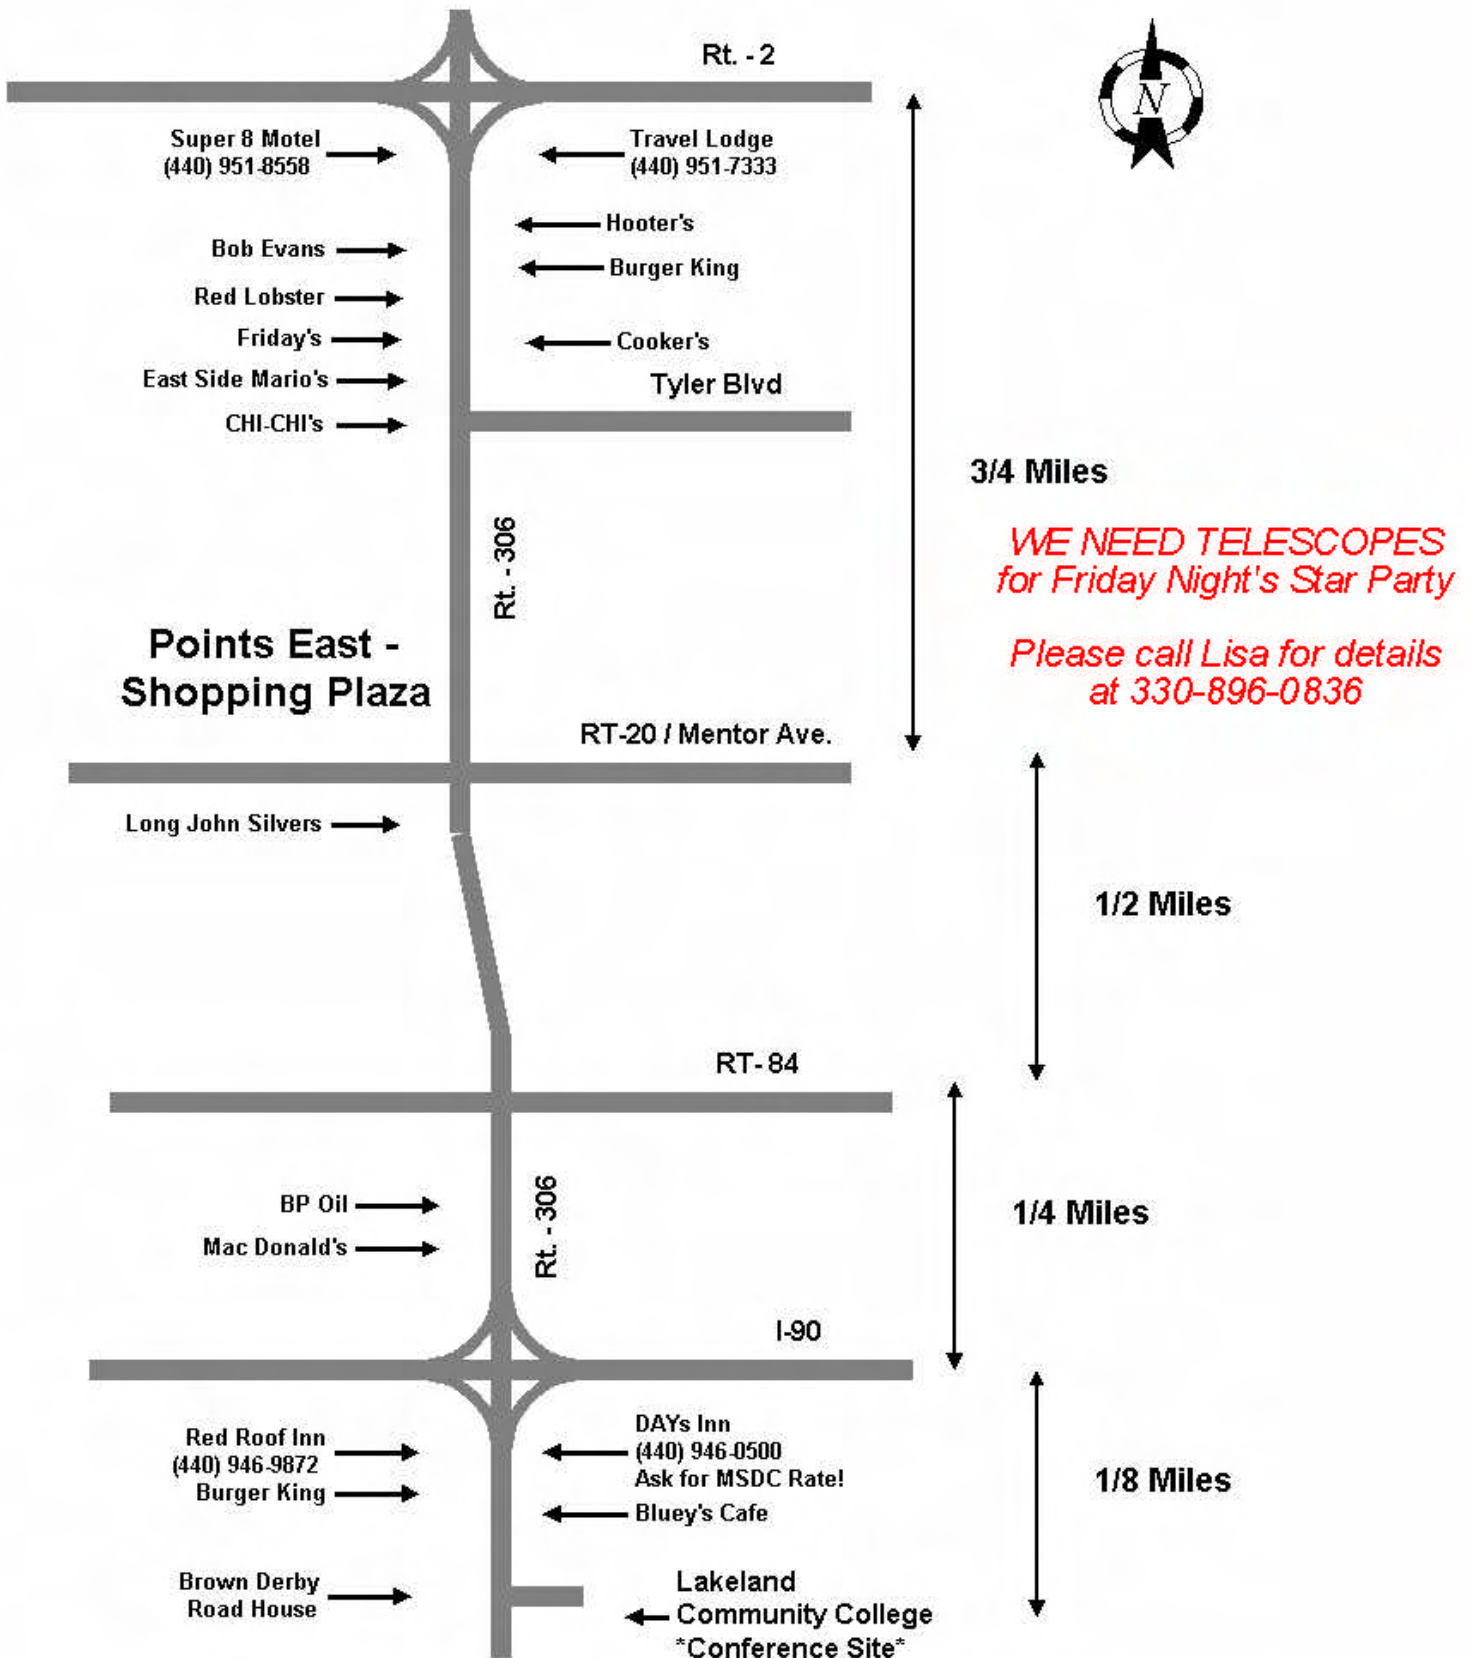 Rt. - 2
N
Super 8 Motel
(440) 951-8558
Travel Lodge
(440) 951-7333
Hooter's
Bob Evans
Burger King
Red Lobster
Friday's
Cooker's
East Side Mario's
Tyler Blvd
CHI-CHI's
3/4 Miles
Rt. - 306
WE NEED TELESCOPES
for Friday Night's Star Party
Please call Lisa for details
at 330-896-0836
Points East -
Shopping Plaza
RT-20 / Mentor Ave.
Long John Silvers
1/2 Miles
RT- 84
BP Oil
Mac Donald's
Rt. - 306
1/4 Miles
I-90
Red Roof Inn
(440) 946-9872
Burger King
DAYs Inn
(440) 946-0500
Ask for MSDC Rate!
Bluey's Cafe
1/8 Miles
Brown Derby
Road House
Lakeland
Community College
*Conference Site*